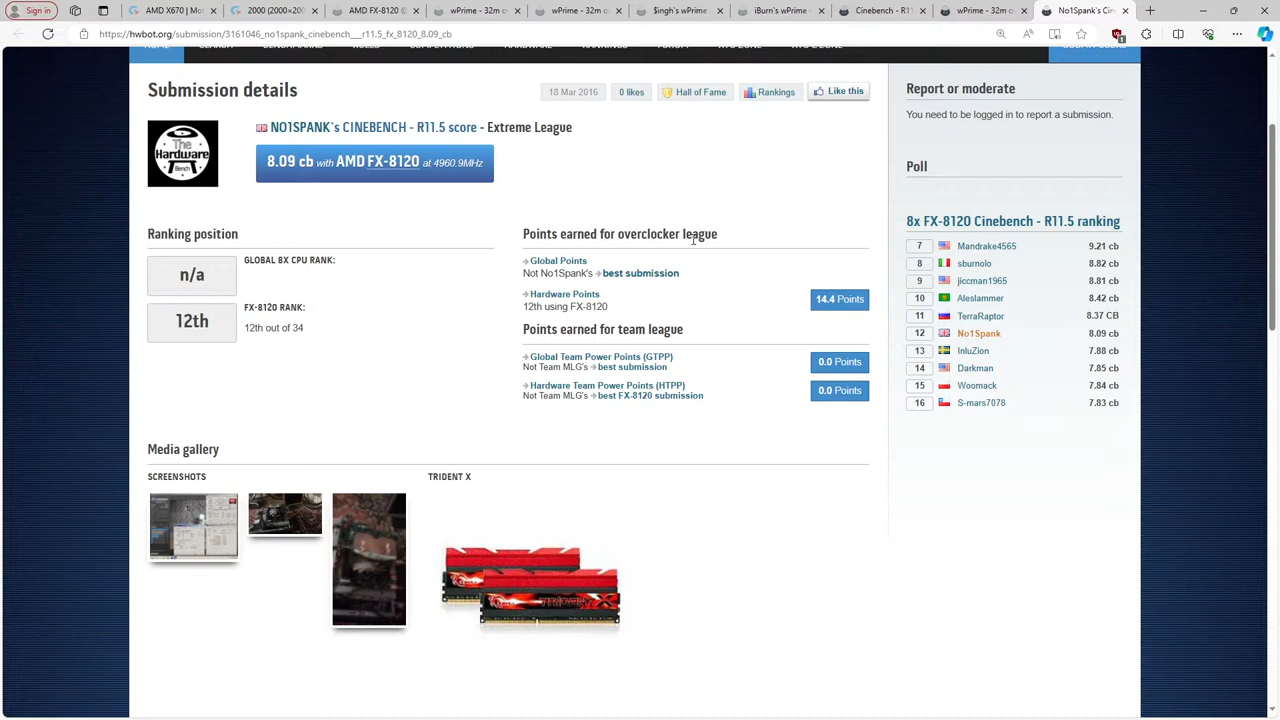 Sign in
AMD X670 | Mot
2000 (2000×200
AMD FX-8120 @
wPrime - 32m o
wPrime - 32m o
$ingh's wPrime
iBurn's wPrime
Cinebench - R11
wPrime - 32m o
No1Spank's Cin
https://hwbot.org/submission/3161046_no1spank_cinebench__r11.5_fx_8120_8.09_cb
Submission details
18 Mar 2016
0 likes
Hall of Fame
Rankings
Like this
The
Hardware
Bench
NO1SPANK`s CINEBENCH - R11.5 score - Extreme League
8.09 cb with AMD FX-8120 at 4960.9MHz
Ranking position
n/a
GLOBAL 8X CPU RANK:
12th
FX-8120 RANK:
12th out of 34
Points earned for overclocker league
Global Points
Not No1Spank's best submission
Hardware Points
12th using FX-8120
14.4 Points
Points earned for team league
Global Team Power Points (GTPP)
Not Team MLG's best submission
0.0 Points
Hardware Team Power Points (HTPP)
Not Team MLG's best FX-8120 submission
0.0 Points
Media gallery
SCREENSHOTS
TRIDENT X
Report or moderate
You need to be logged in to report a submission.
Poll
8x FX-8120 Cinebench - R11.5 ranking
7 Mandrake4565 9.21 cb
8 sburnolo 8.82 cb
9 jiccman1965 8.81 cb
10 Aleslammer 8.42 cb
11 TerraRaptor 8.37 CB
12 No1Spank 8.09 cb
13 InluZion 7.88 cb
14 Darkman 7.85 cb
15 Woomack 7.84 cb
16 S-mars7078 7.83 cb